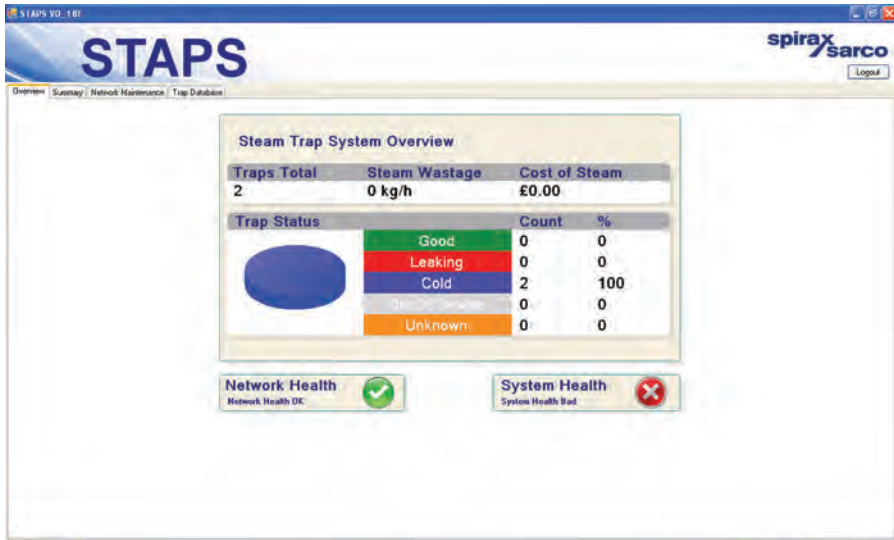 STAPS V0_18f
STAPS
spirax
sarco
Logout
Overview Summary Network Maintenance Trap Database
Steam Trap System Overview
Traps Total Steam Wastage Cost of Steam
2 0 kg/h £0.00
Trap Status Count %
Good 0 0
Leaking 0 0
Cold 2 100
0 0
Unknown 0 0
Network Health
Network Health OK
System Health
System Health Bad